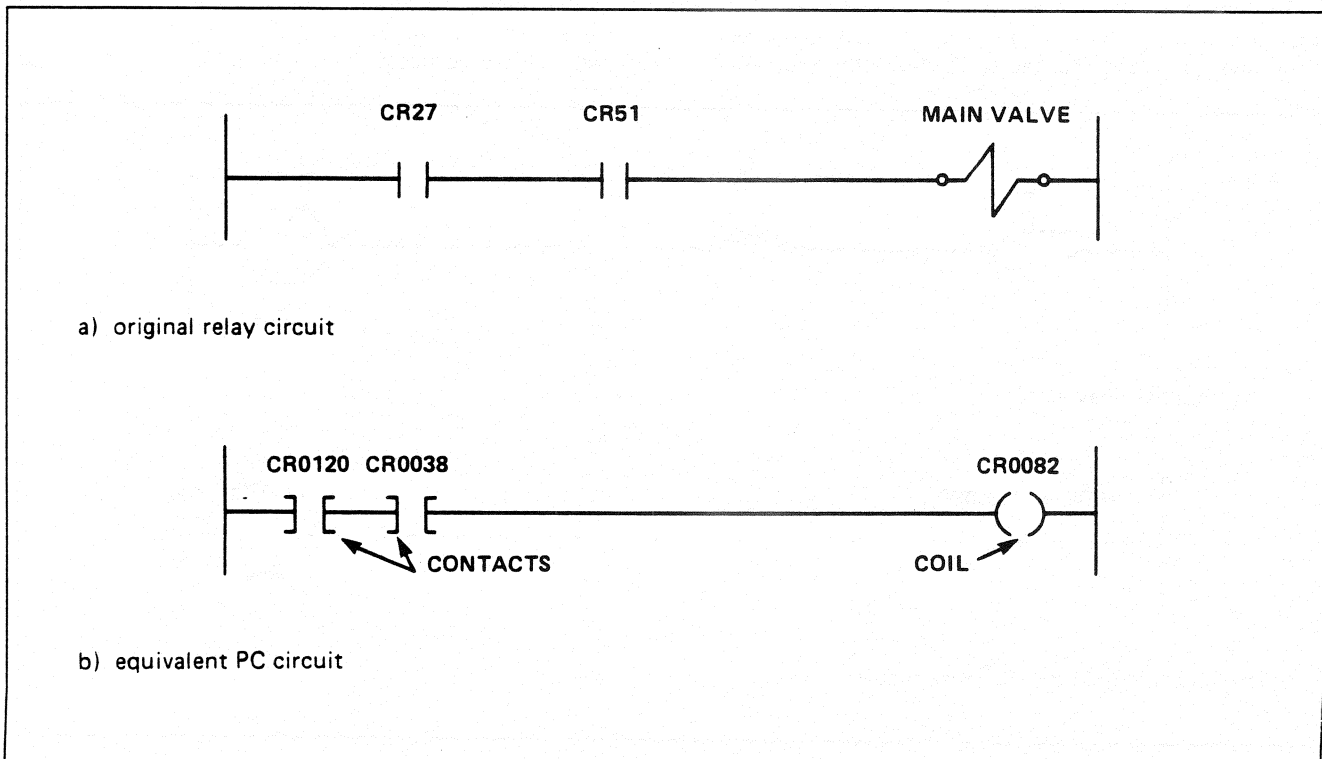 CR27 CR51 MAIN VALVE
a) original relay circuit
CR0120 CR0038 CR0082
CONTACTS COIL
b) equivalent PC circuit